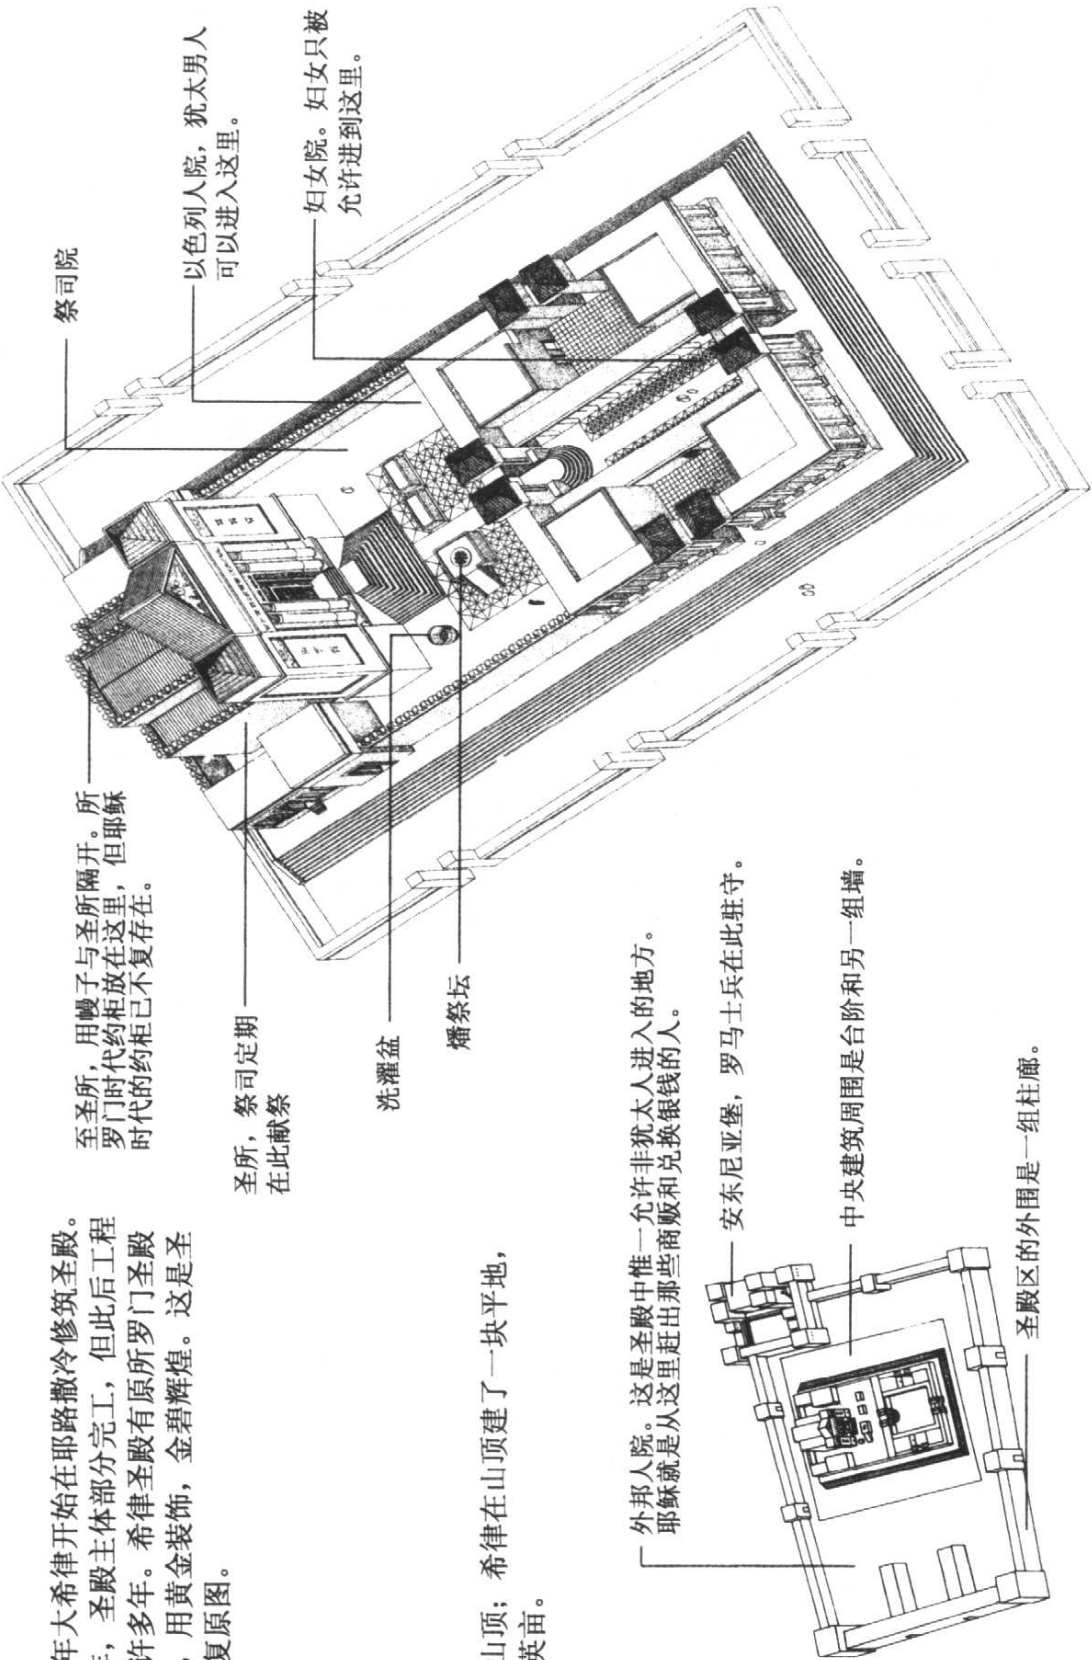 年大希律开始在耶路撒冷修筑圣殿。
，圣殿主体部分完工，但此后工程
许多年。希律圣殿有原所罗门圣殿
，用黄金装饰，金碧辉煌。这是圣
复原图。
山顶；希律在山顶建了一块平地，
英亩。
至圣所，用幔子与圣所隔开。所
罗门时代约柜放在这里，但耶稣
时代的约柜已不复存在。
圣所，祭司定期
在此献祭
洗濯盆
燔祭坛
祭司院
以色列人院，犹太男人
可以进入这里。
妇女院。妇女只被
允许进到这里。
外邦人院。这是圣殿中惟一允许非犹太人进入的地方。
耶稣就是从这里赶出那些商贩和兑换银钱的人。
安东尼亚堡，罗马士兵在此驻守。
中央建筑周围是台阶和另一组墙。
圣殿区的外围是一组柱廊。